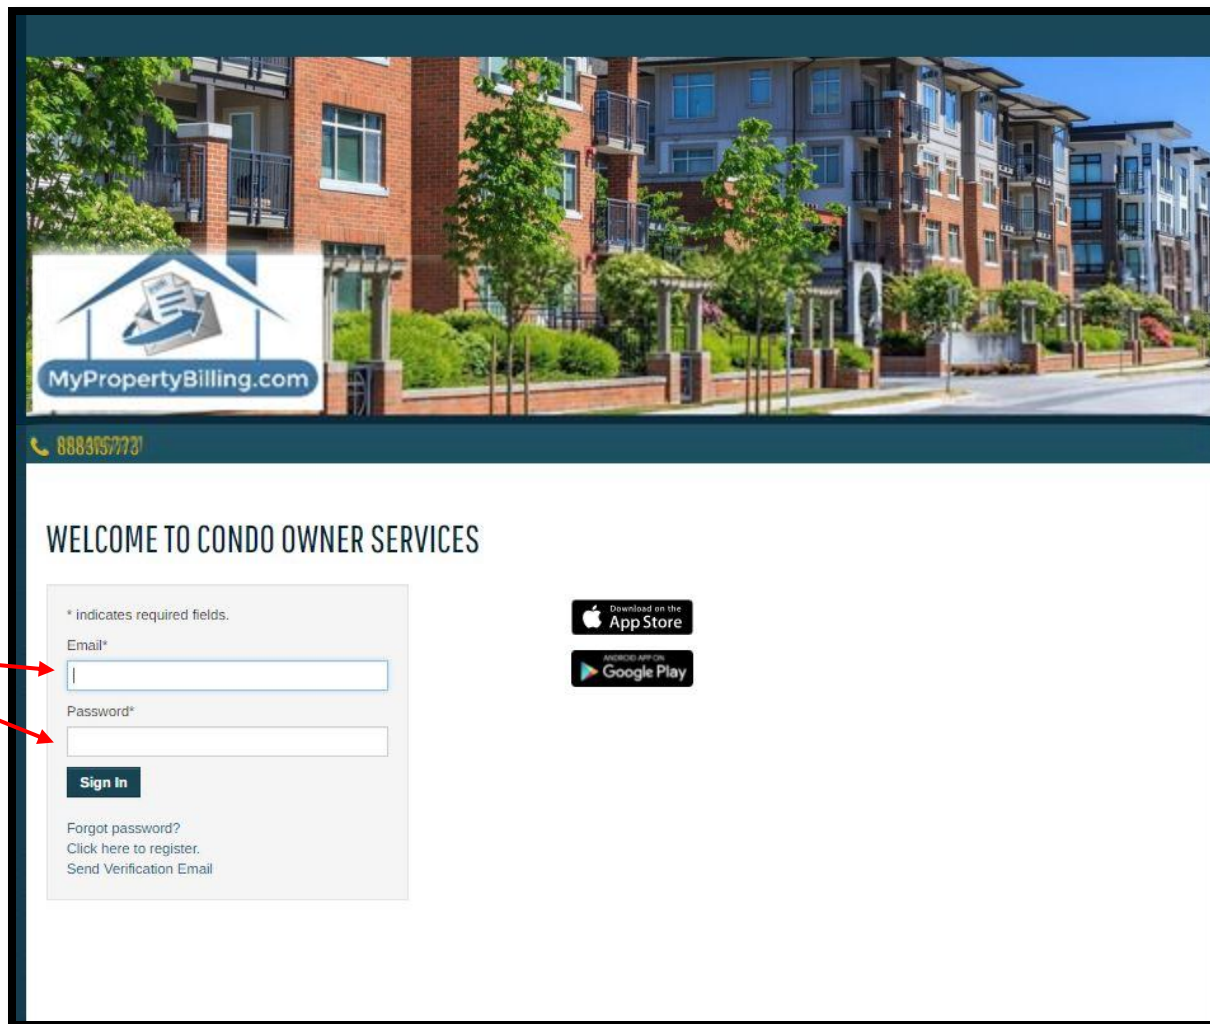 MyPropertyBilling.com
WELCOME TO CONDO OWNER SERVICES
* indicates required fields.
Email*
Password*
Sign In
Forgot password?
Click here to register.
Send Verification Email
Download on the
App Store
ANDROID APP ON
Google Play